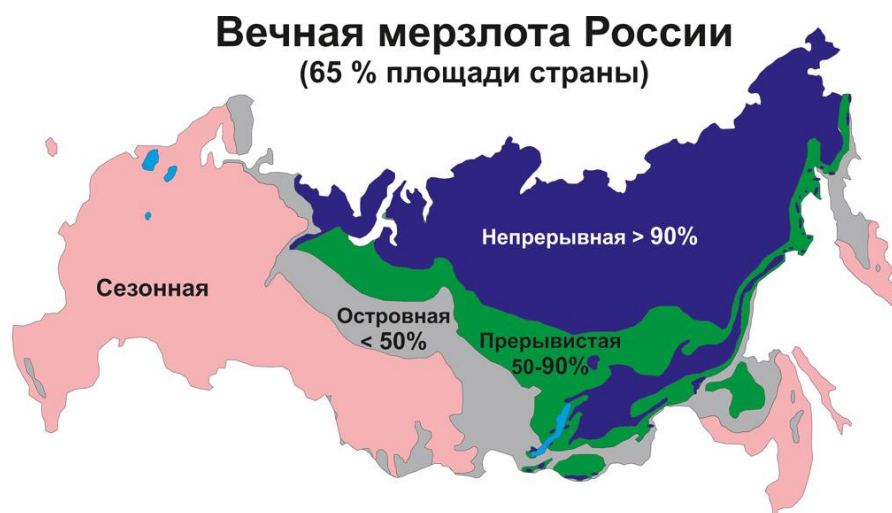 Вечная мерзлота России
(65 % площади страны)
Непрерывная > 90%
Сезонная
Островная
< 50%
Прерывистая
50-90%